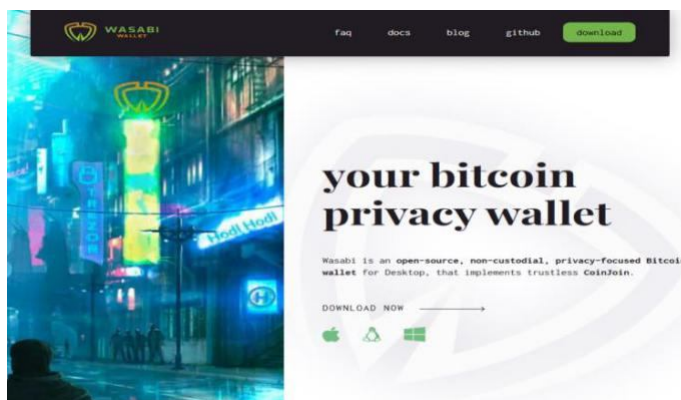 WASABI
WALLET
faq docs blog github download
Hodl Hodl
your bitcoin
privacy wallet
Wasabi is an open-source, non-custodial, privacy-focused Bitcoin
wallet for Desktop, that implements trustless CoinJoin.
DOWNLOAD NOW